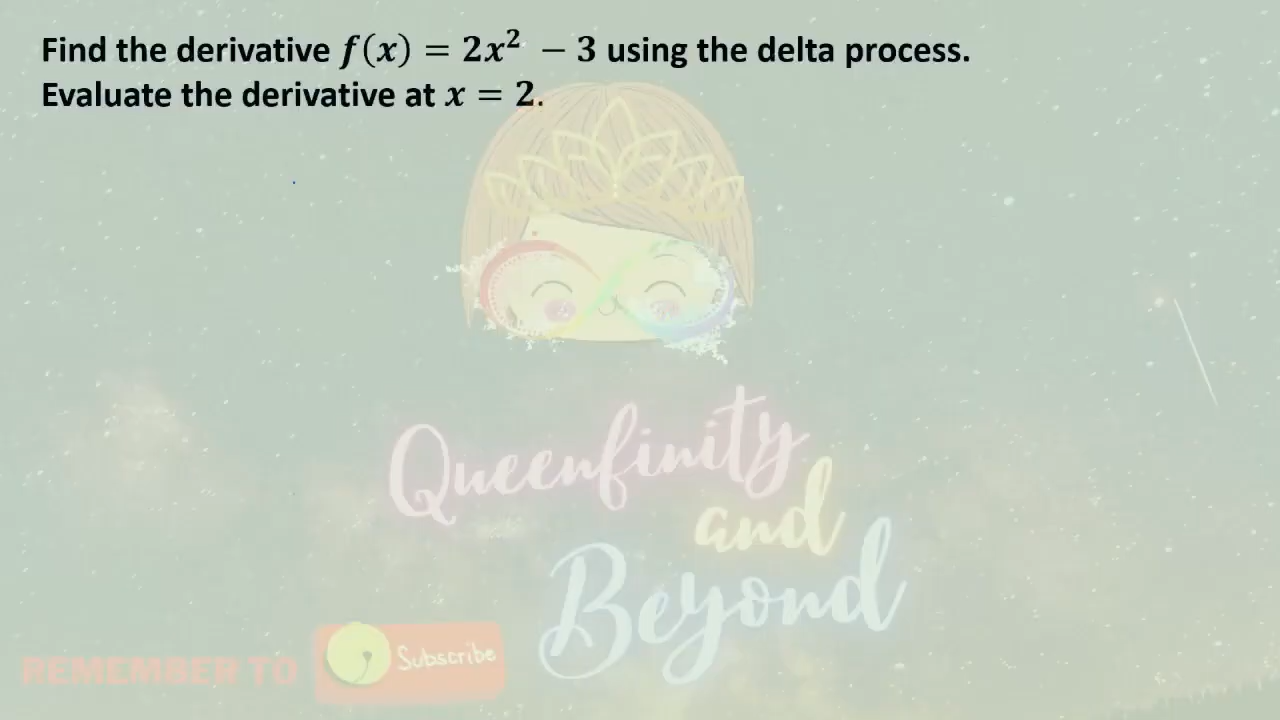 Find the derivative 𝒇(𝒙) = 𝟐𝒙² − 𝟑 using the delta process.
Evaluate the derivative at 𝒙 = 𝟐.
Queenfinity
and
Beyond
REMEMBER TO Subscribe